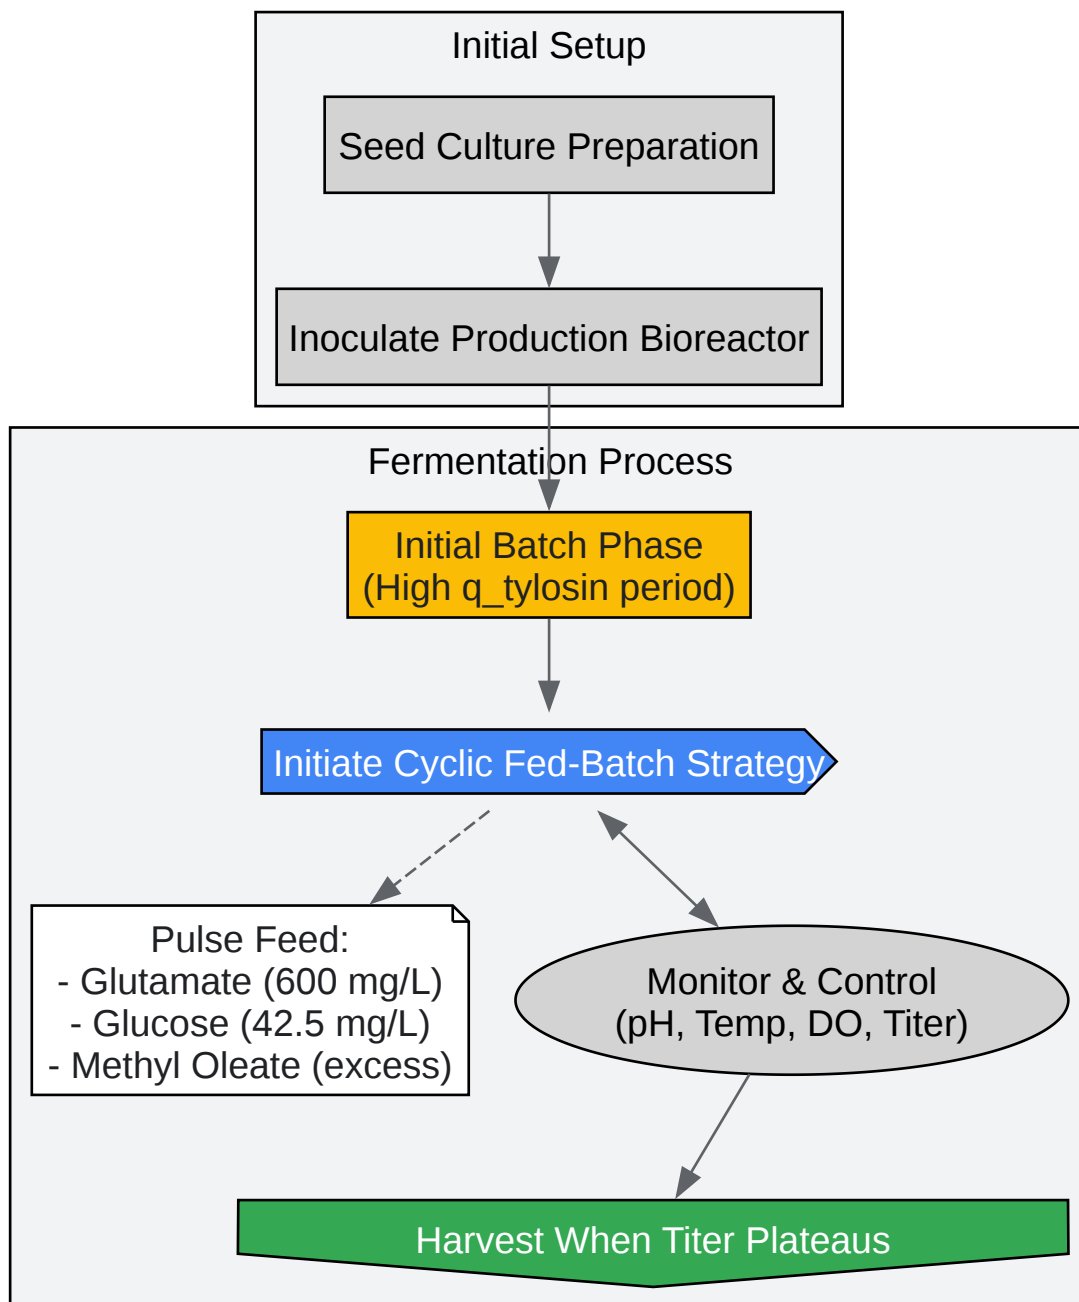 Initial Setup
Seed Culture Preparation
Inoculate Production Bioreactor
Fermentation Process
Initial Batch Phase
(High q_tylosin period)
Initiate Cyclic Fed-Batch Strategy
Pulse Feed:
- Glutamate (600 mg/L)
- Glucose (42.5 mg/L)
- Methyl Oleate (excess)
Monitor & Control
(pH, Temp, DO, Titer)
Harvest When Titer Plateaus